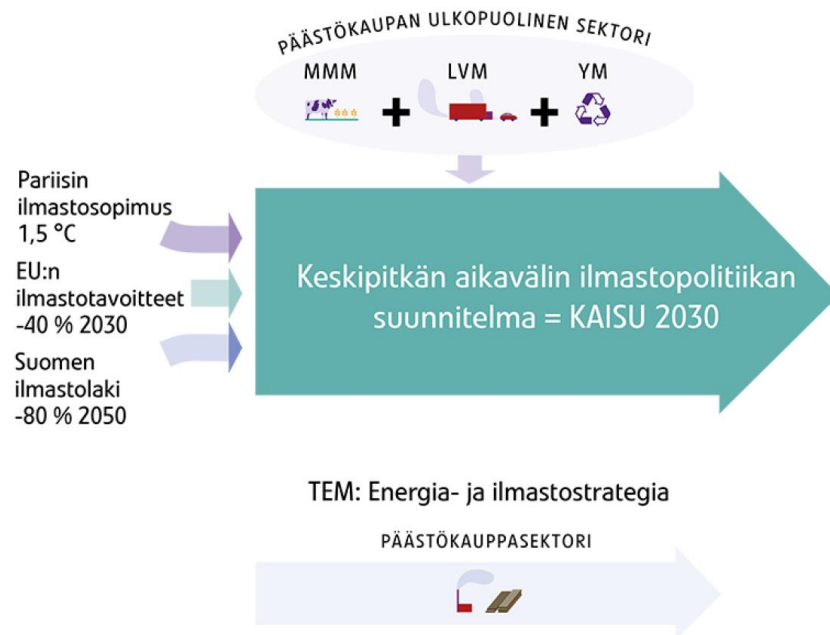 PÄÄSTÖKAUPAN ULKOPUOLINEN SEKTORI
MMM + LVM + YM
Pariisin
ilmastosopimus
1,5 °C
EU:n
ilmastotavoitteet
-40 % 2030
Suomen
ilmastolaki
-80 % 2050
Keskipitkän aikavälin ilmastopolitiikan
suunnitelma = KAISU 2030
TEM: Energia- ja ilmastostrategia
PÄÄSTÖKAUPPASEKTORI